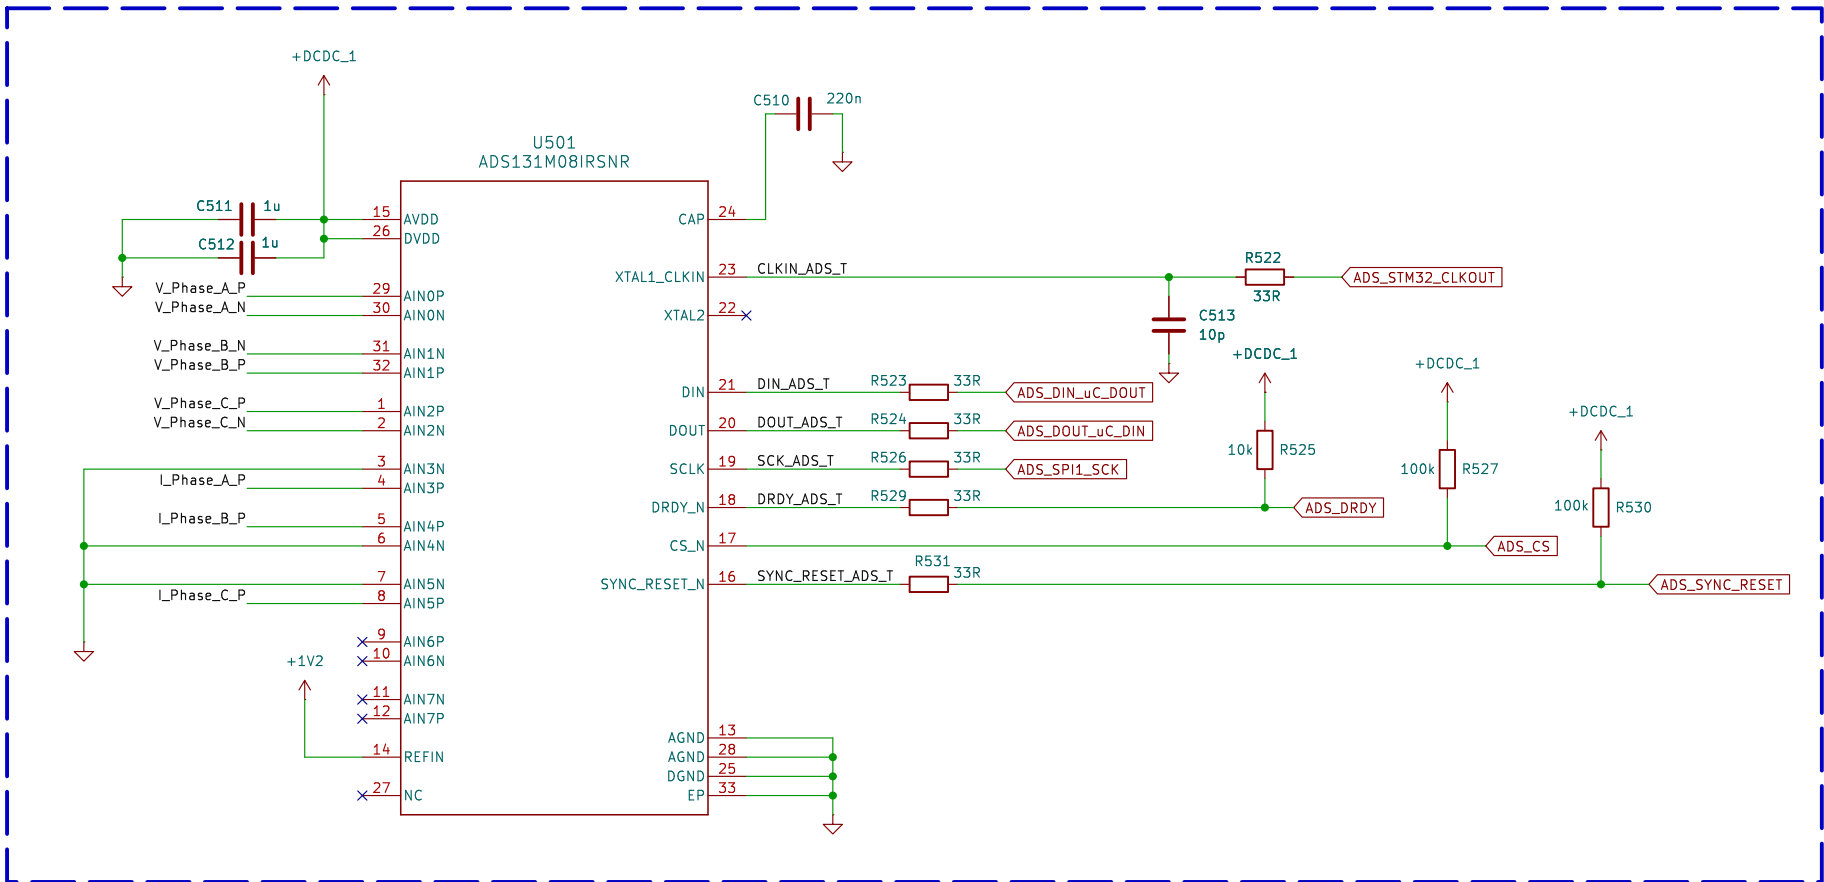 +DCDC_1
C510 220n
U501
ADS131M08IRSNR
C511 1u
15 AVDD
CAP 24
C512 1u
26 DVDD
R522
XTAL1_CLKIN 23 CLKIN_ADS_T
ADS_STM32_CLKOUT
33R
V_Phase_A_P
29 AIN0P
V_Phase_A_N
30 AIN0N
XTAL2 22
C513
10p
V_Phase_B_N
31 AIN1N
+DCDC_1
V_Phase_B_P
32 AIN1P
+DCDC_1
DIN 21 DIN_ADS_T R523 33R ADS_DIN_uC_DOUT
V_Phase_C_P
1 AIN2P
+DCDC_1
V_Phase_C_N
2 AIN2N
DOUT 20 DOUT_ADS_T R524 33R ADS_DOUT_uC_DIN
10k R525
3 AIN3N
SCLK 19 SCK_ADS_T R526 33R ADS_SPI1_SCK
100k R527
I_Phase_A_P
4 AIN3P
DRDY_N 18 DRDY_ADS_T R529 33R ADS_DRDY
100k R530
I_Phase_B_P
5 AIN4P
6 AIN4N
CS_N 17 ADS_CS
7 AIN5N
SYNC_RESET_N 16 SYNC_RESET_ADS_T R531 33R ADS_SYNC_RESET
I_Phase_C_P
8 AIN5P
9 AIN6P
+1V2
10 AIN6N
11 AIN7N
12 AIN7P
AGND 13
14 REFIN
AGND 28
DGND 25
27 NC
EP 33